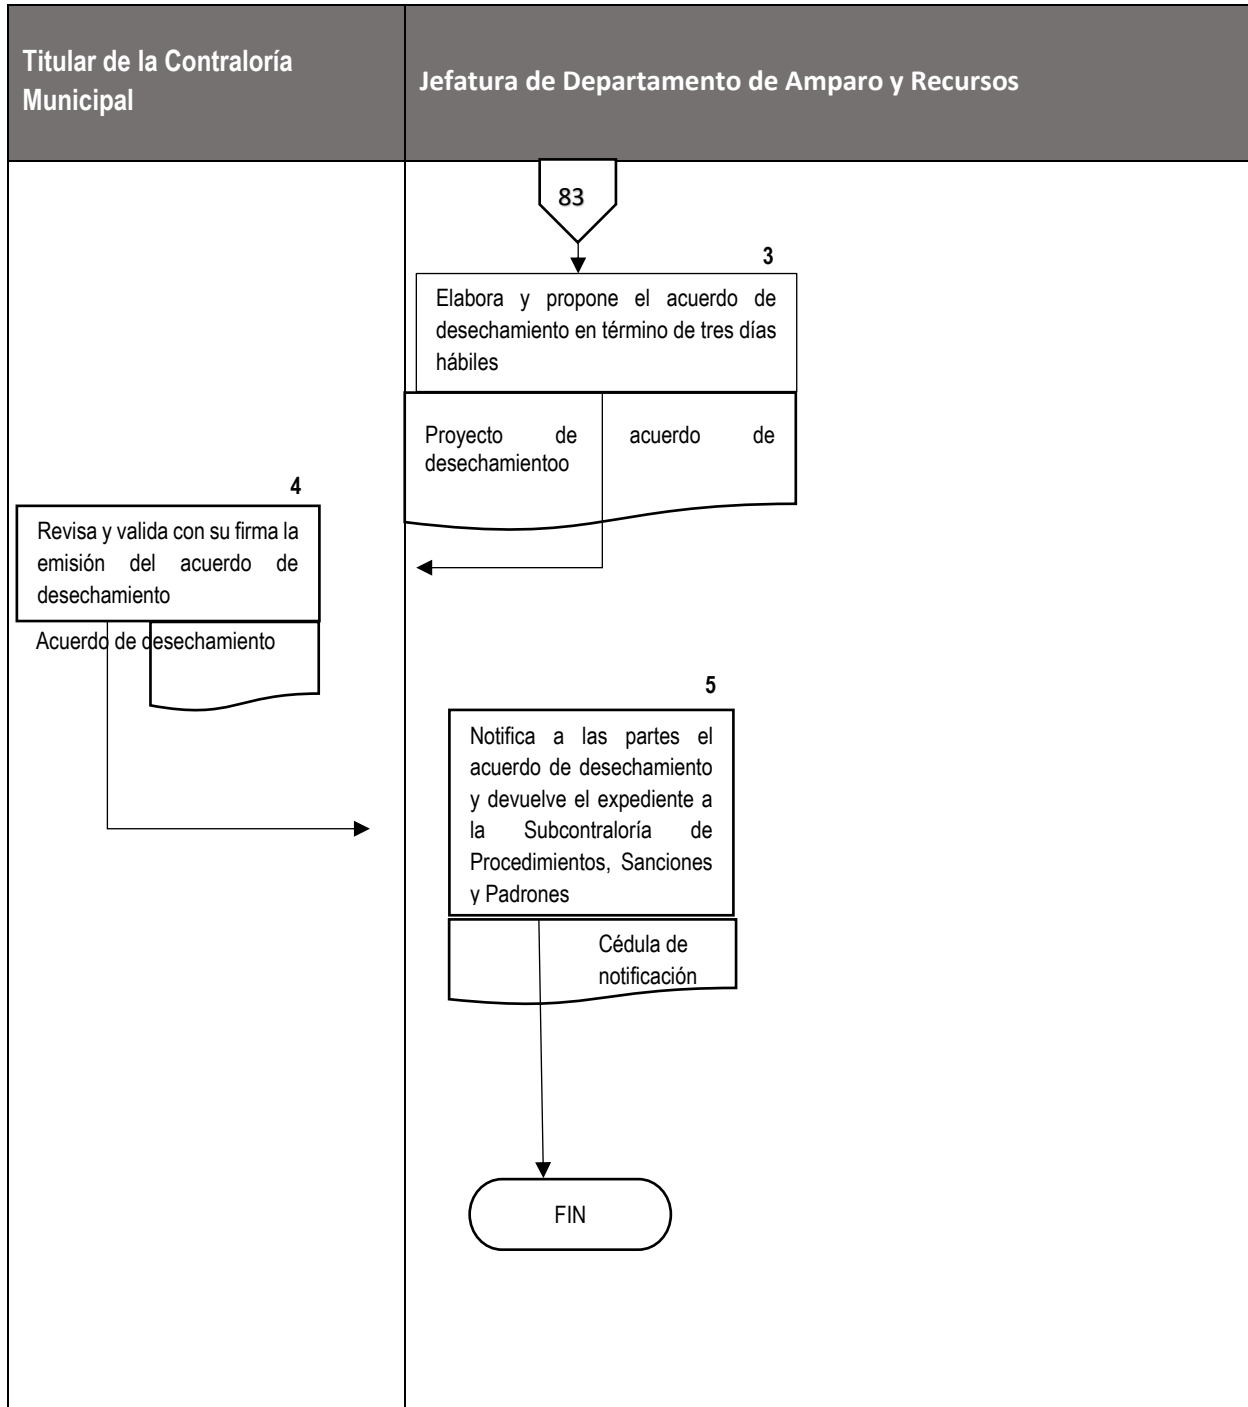 Titular de la Contraloría
Municipal
Jefatura de Departamento de Amparo y Recursos
83
3
Elabora y propone el acuerdo de
desechamiento en término de tres días
hábiles
Proyecto de acuerdo de
desechamientoo
4
Revisa y valida con su firma la
emisión del acuerdo de
desechamiento
Acuerdo de desechamiento
5
Notifica a las partes el
acuerdo de desechamiento
y devuelve el expediente a
la Subcontraloría de
Procedimientos, Sanciones
y Padrones
Cédula de
notificación
FIN